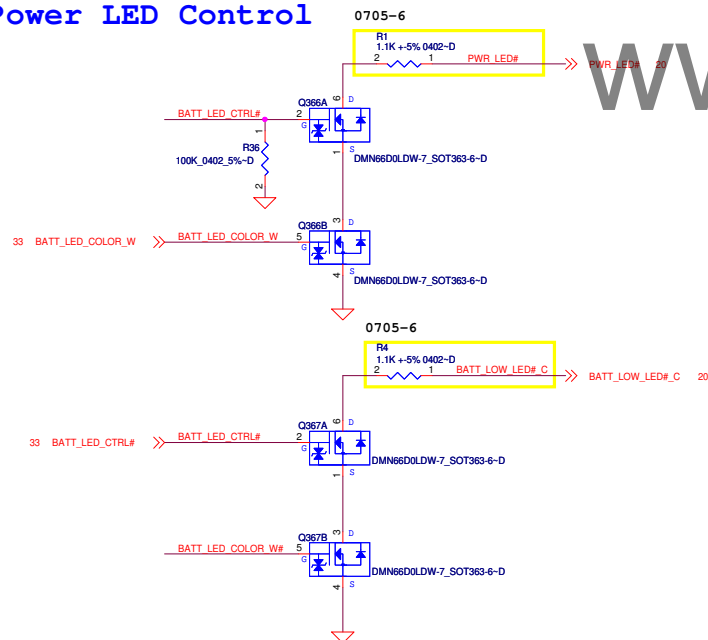 Power LED Control
0705-6
R1
1.1K +-5% 0402~D
2 1 PWR_LED#
PWR_LED# 20
WW
6 D
Q366A
BATT_LED_CTRL# 2
G
1
R36
100K_0402_5%~D
2
S
1
DMN66D0LDW-7_SOT363-6~D
3 D
Q366B
33 BATT_LED_COLOR_W BATT_LED_COLOR_W 5
G
S
4
DMN66D0LDW-7_SOT363-6~D
0705-6
R4
1.1K +-5% 0402~D
2 1 BATT_LOW_LED#_C
BATT_LOW_LED#_C 20
6 D
Q367A
33 BATT_LED_CTRL# BATT_LED_CTRL# 2
G
DMN66D0LDW-7_SOT363-6~D
S
1
3 D
Q367B
BATT_LED_COLOR_W# 5
G
DMN66D0LDW-7_SOT363-6~D
S
4